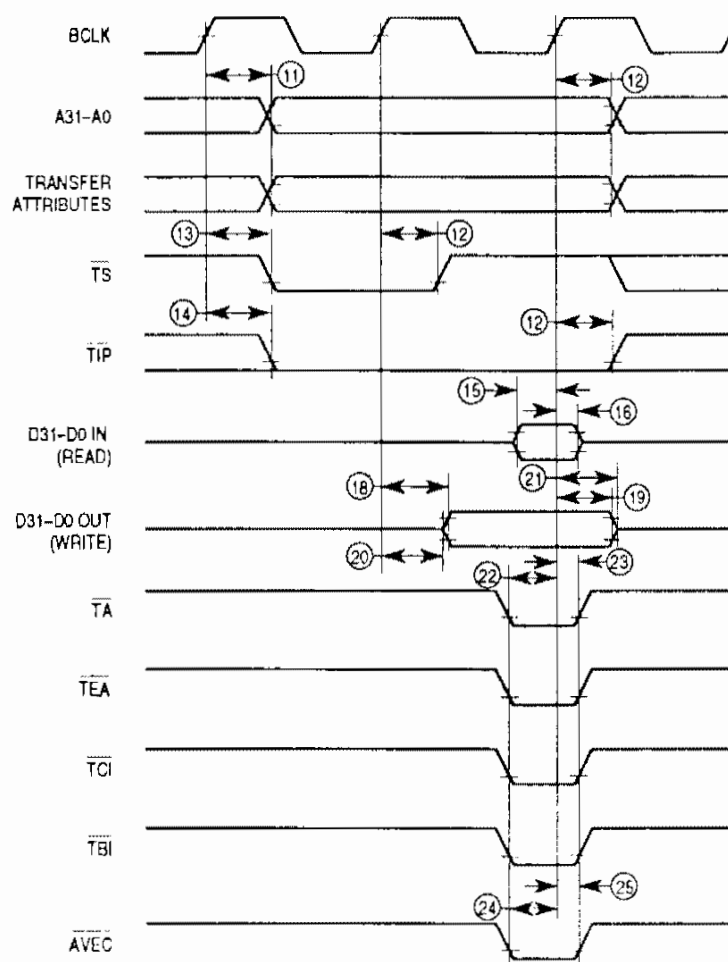 BCLK
11
12
A31–A0
TRANSFER
ATTRIBUTES
13
12
TS
14
12
TIP
15
16
D31–D0 IN
(READ)
21
18
19
D31–D0 OUT
(WRITE)
20
22
23
TA
TEA
TCI
TBI
25
24
AVEC